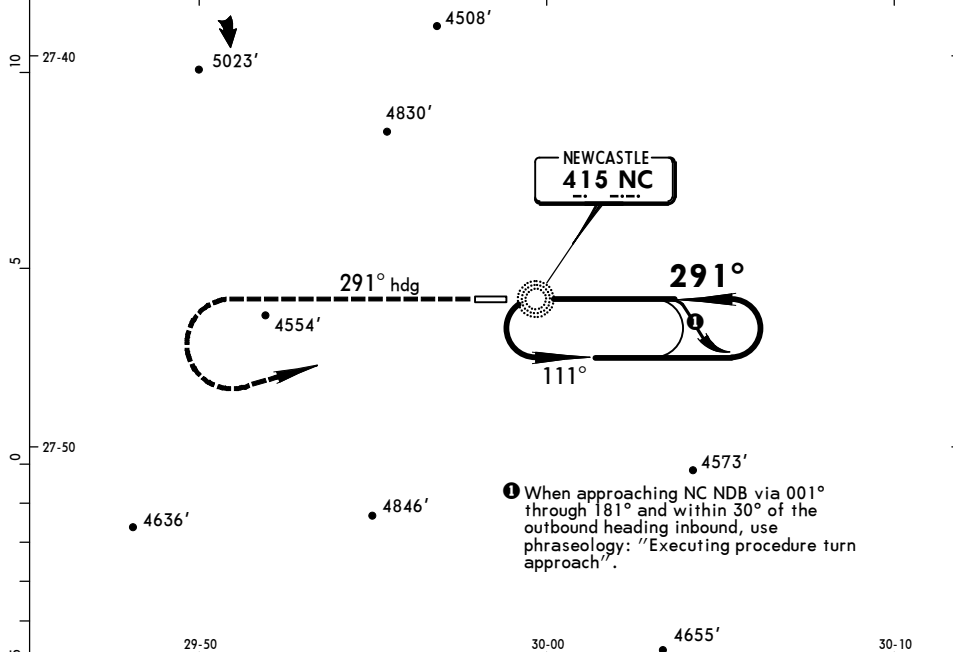 4508'
10
27-40
5023'
4830'
NEWCASTLE
415 NC
5
291° hdg
291°
4554'
1
111°
27-50
0
4573'
1 When approaching NC NDB via 001°
through 181° and within 30° of the
outbound heading inbound, use
phraseology: "Executing procedure turn
approach".
4846'
4636'
4655'
29-50
30-00
30-10